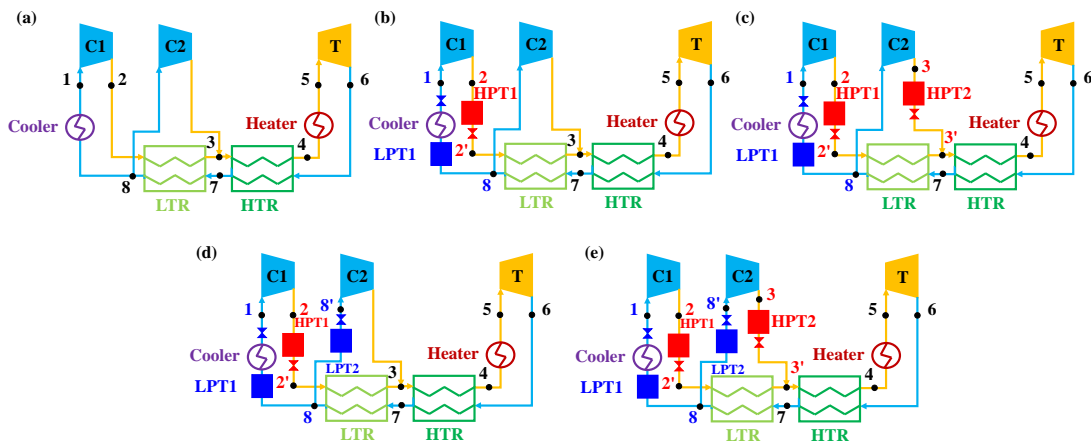 (a)
C1
C2
T
1
2
5
6
Cooler
Heater
3
4
8
7
LTR
HTR
(b)
C1
C2
T
1
2
HPT1
5
6
Cooler
Heater
LPT1
2'
3
4
8
7
LTR
HTR
(c)
C1
C2
T
1
2
3
HPT1
HPT2
5
6
Cooler
Heater
LPT1
2'
3'
4
8
7
LTR
HTR
(d)
C1
C2
T
1
2
8'
HPT1
5
6
Cooler
Heater
LPT1
LPT2
2'
3
4
8
7
LTR
HTR
(e)
C1
C2
T
1
2
8'
3
HPT1
HPT2
5
6
Cooler
Heater
LPT1
LPT2
2'
3'
4
8
7
LTR
HTR